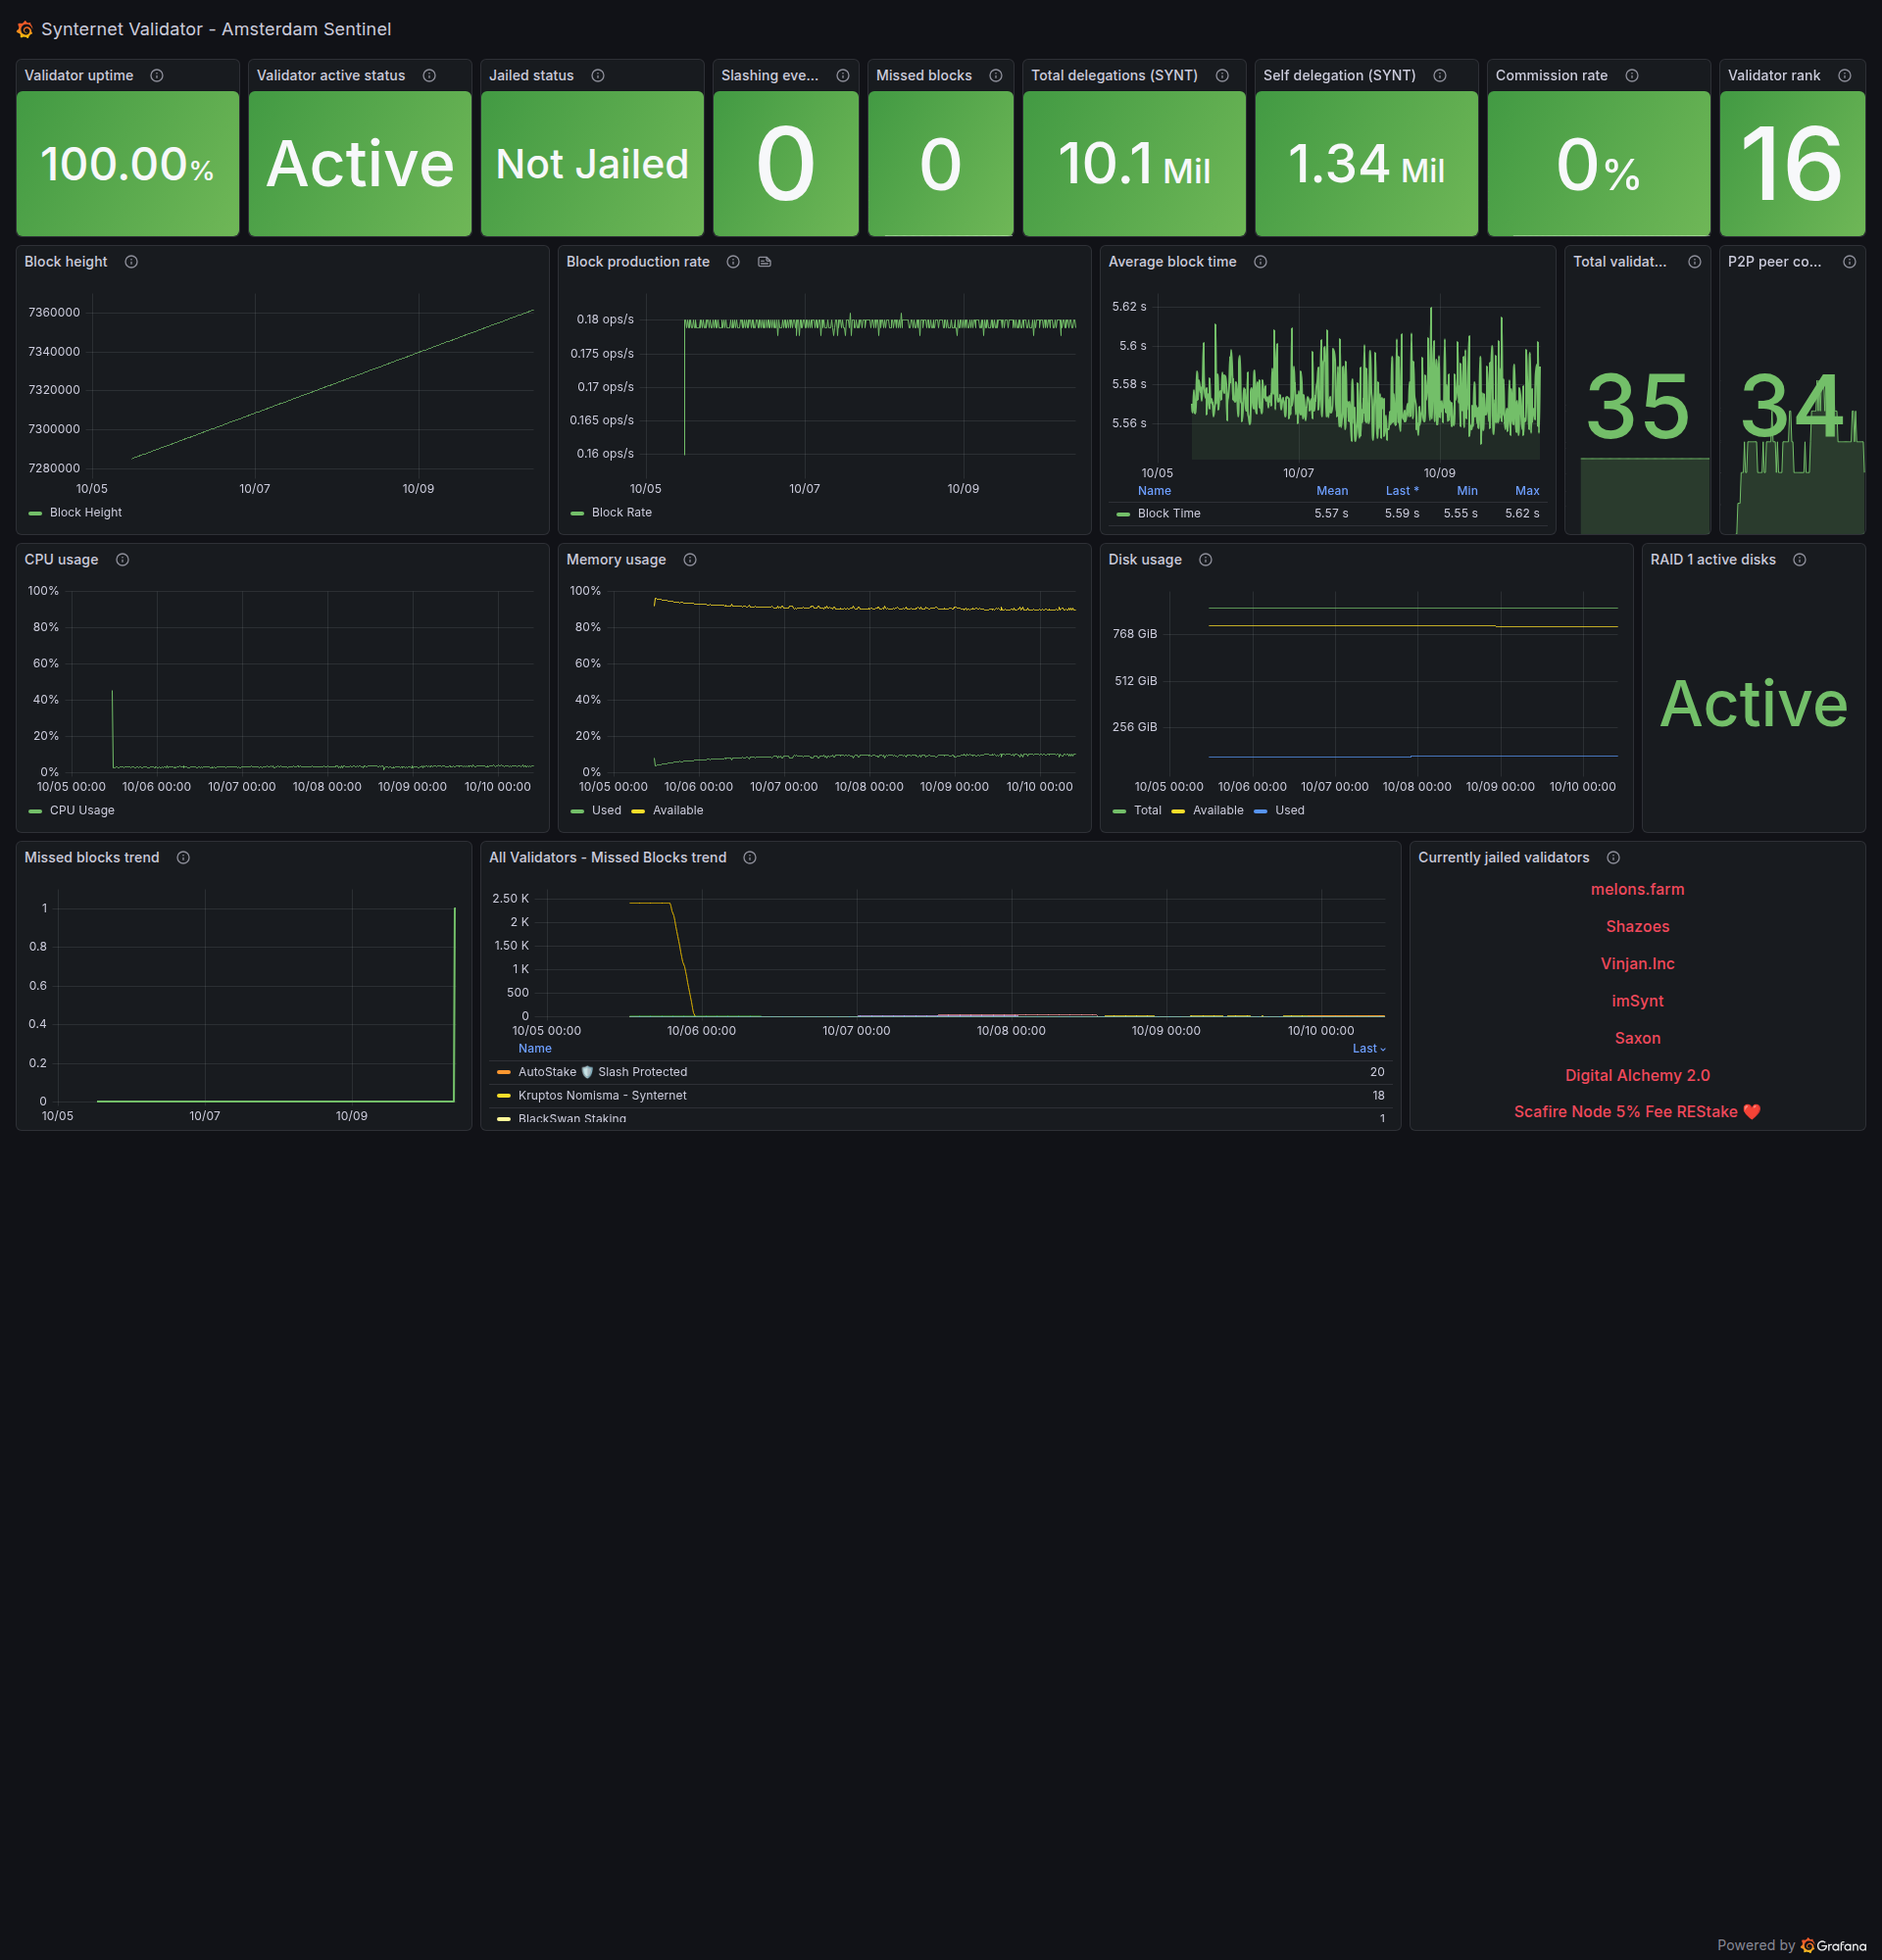 Synternet Validator - Amsterdam Sentinel
Validator uptime
100.00%
Validator active status
Active
Jailed status
Not Jailed
Slashing eve...
0
Missed blocks
0
Total delegations (SYNT)
10.1 Mil
Self delegation (SYNT)
1.34 Mil
Commission rate
0%
Validator rank
16
Block height
7360000
7340000
7320000
7300000
7280000
10/05 10/07 10/09
Block Height
Block production rate
0.18 ops/s
0.175 ops/s
0.17 ops/s
0.165 ops/s
0.16 ops/s
10/05 10/07 10/09
Block Rate
Average block time
5.62 s
5.6 s
5.58 s
5.56 s
10/05 10/07 10/09
Name Mean Last * Min Max
Block Time 5.57 s 5.59 s 5.55 s 5.62 s
Total validat...
35
P2P peer co...
34
CPU usage
100%
80%
60%
40%
20%
0%
10/05 00:00 10/06 00:00 10/07 00:00 10/08 00:00 10/09 00:00 10/10 00:00
CPU Usage
Memory usage
100%
80%
60%
40%
20%
0%
10/05 00:00 10/06 00:00 10/07 00:00 10/08 00:00 10/09 00:00 10/10 00:00
Used Available
Disk usage
768 GiB
512 GiB
256 GiB
10/05 00:00 10/06 00:00 10/07 00:00 10/08 00:00 10/09 00:00 10/10 00:00
Total Available Used
RAID 1 active disks
Active
Missed blocks trend
1
0.8
0.6
0.4
0.2
0
10/05 10/07 10/09
All Validators - Missed Blocks trend
2.50 K
2 K
1.50 K
1 K
500
0
10/05 00:00 10/06 00:00 10/07 00:00 10/08 00:00 10/09 00:00 10/10 00:00
Name Last
AutoStake 🛡️ Slash Protected 20
Kruptos Nomisma - Synternet 18
BlackSwan Staking 1
Currently jailed validators
melons.farm
Shazoes
Vinjan.Inc
imSynt
Saxon
Digital Alchemy 2.0
Scafire Node 5% Fee REStake ❤️
Powered by Grafana